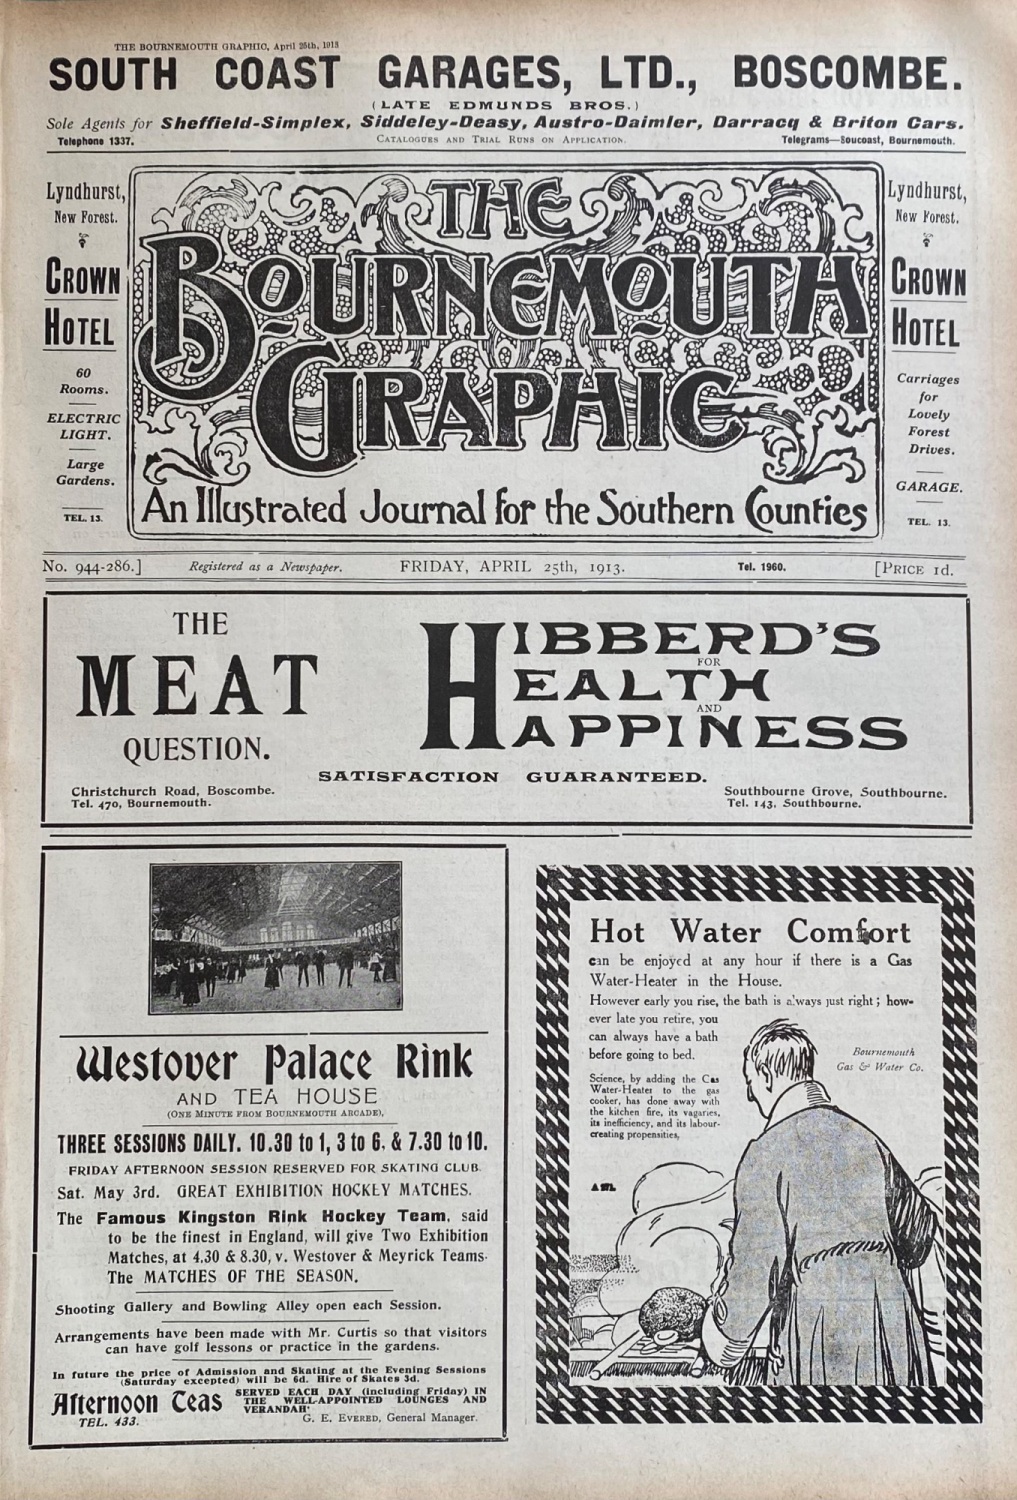 THE BOURNEMOUTH GRAPHIC, April 25th, 1913
SOUTH COAST GARAGES, LTD., BOSCOMBE.
(LATE EDMUNDS BROS.)
Sole Agents for Sheffield-Simplex, Siddeley-Deasy, Austro-Daimler, Darracq & Briton Cars.
Telephone 1337. CATALOGUES AND TRIAL RUNS ON APPLICATION. Telegrams—Soucoast, Bournemouth.
Lyndhurst,
New Forest.
CROWN
HOTEL
60
Rooms.
ELECTRIC
LIGHT.
Large
Gardens.
TEL. 13.
THE
BOURNEMOUTH
GRAPHIC
An Illustrated Journal for the Southern Counties
Lyndhurst,
New Forest.
CROWN
HOTEL
Carriages
for
Lovely
Forest
Drives.
GARAGE.
TEL. 13.
No. 944-286.] Registered as a Newspaper. FRIDAY, APRIL 25th, 1913. Tel. 1960. [PRICE 1d.
THE
MEAT
QUESTION.
HIBBERD'S
FOR
HEALTH
AND
HAPPINESS
SATISFACTION GUARANTEED.
Christchurch Road, Boscombe.
Tel. 470, Bournemouth.
Southbourne Grove, Southbourne.
Tel. 143, Southbourne.
Westover Palace Rink
AND TEA HOUSE
(ONE MINUTE FROM BOURNEMOUTH ARCADE),
THREE SESSIONS DAILY. 10.30 to 1, 3 to 6, & 7.30 to 10.
FRIDAY AFTERNOON SESSION RESERVED FOR SKATING CLUB.
Sat. May 3rd. GREAT EXHIBITION HOCKEY MATCHES.
The Famous Kingston Rink Hockey Team, said
to be the finest in England, will give Two Exhibition
Matches, at 4.30 & 8.30, v. Westover & Meyrick Teams.
The MATCHES OF THE SEASON.
Shooting Gallery and Bowling Alley open each Session.
Arrangements have been made with Mr. Curtis so that visitors
can have golf lessons or practice in the gardens.
In future the price of Admission and Skating at the Evening Sessions
(Saturday excepted) will be 6d. Hire of Skates 3d.
Afternoon Teas
SERVED EACH DAY (including Friday) IN
THE WELL-APPOINTED LOUNGES AND
VERANDAH.
TEL. 433.
G. E. EVERED, General Manager.
Hot Water Comfort
can be enjoyed at any hour if there is a Gas
Water-Heater in the House.
However early you rise, the bath is always just right; how-
ever late you retire, you
can always have a bath
before going to bed.
Bournemouth
Gas & Water Co.
Science, by adding the Gas
Water-Heater to the gas
cooker, has done away with
the kitchen fire, its vagaries,
its inefficiency, and its labour-
creating propensities,